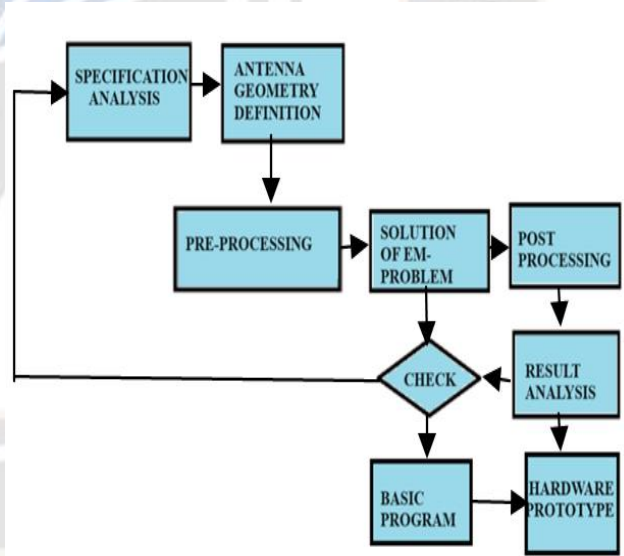 SPECIFICATION
ANALYSIS
ANTENNA
GEOMETRY
DEFINITION
PRE-PROCESSING
SOLUTION
OF EM-
PROBLEM
POST
PROCESSING
CHECK
RESULT
ANALYSIS
BASIC
PROGRAM
HARDWARE
PROTOTYPE